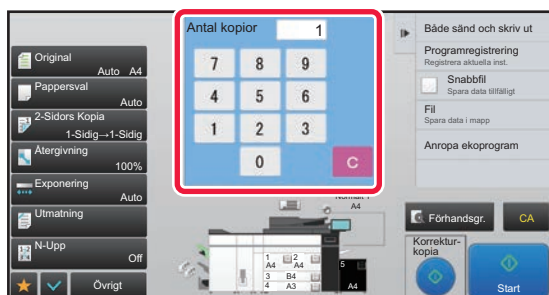 Original
Auto A4
Pappersval
Auto
2-Sidors Kopia
1-Sidig→1-Sidig
Återgivning
100%
Exponering
Auto
Utmatning
N-Upp
Off
Övrigt
Antal kopior 1
7 8 9
4 5 6
1 2 3
0 C
A4
1 A4 2 A4
3 B4
4 A3
5 A4
Både sänd och skriv ut
Programregistrering
Registrera aktuella inst.
Snabbfil
Spara data tillfälligt
Fil
Spara data i mapp
Anropa ekoprogram
Förhandsgr. CA
Korrektur-
kopia
Start